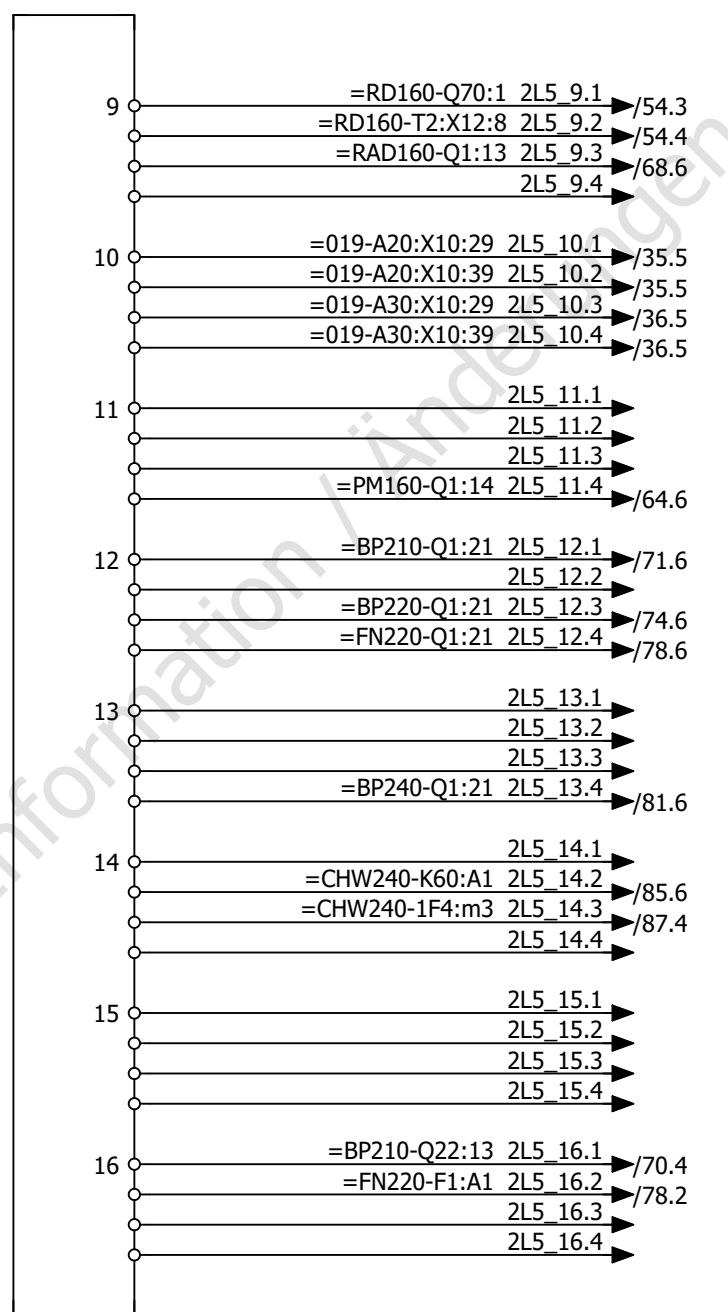 9 =RD160-Q70:1 2L5_9.1 /54.3
=RD160-T2:X12:8 2L5_9.2 /54.4
=RAD160-Q1:13 2L5_9.3 /68.6
2L5_9.4
10 =019-A20:X10:29 2L5_10.1 /35.5
=019-A20:X10:39 2L5_10.2 /35.5
=019-A30:X10:29 2L5_10.3 /36.5
=019-A30:X10:39 2L5_10.4 /36.5
11 2L5_11.1
2L5_11.2
2L5_11.3
=PM160-Q1:14 2L5_11.4 /64.6
12 =BP210-Q1:21 2L5_12.1 /71.6
2L5_12.2
=BP220-Q1:21 2L5_12.3 /74.6
=FN220-Q1:21 2L5_12.4 /78.6
13 2L5_13.1
2L5_13.2
2L5_13.3
=BP240-Q1:21 2L5_13.4 /81.6
14 2L5_14.1
=CHW240-K60:A1 2L5_14.2 /85.6
=CHW240-1F4:m3 2L5_14.3 /87.4
2L5_14.4
15 2L5_15.1
2L5_15.2
2L5_15.3
2L5_15.4
16 =BP210-Q22:13 2L5_16.1 /70.4
=FN220-F1:A1 2L5_16.2 /78.2
2L5_16.3
2L5_16.4
nformation / Änderungen